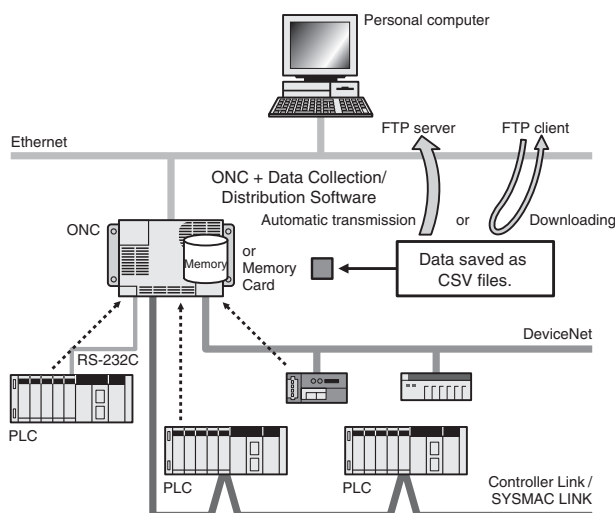 Personal computer
Ethernet
FTP server
FTP client
ONC + Data Collection/
Distribution Software
Automatic transmission
or
Downloading
ONC
Memory
or
Memory
Card
Data saved as
CSV files.
DeviceNet
RS-232C
PLC
PLC
PLC
Controller Link /
SYSMAC LINK